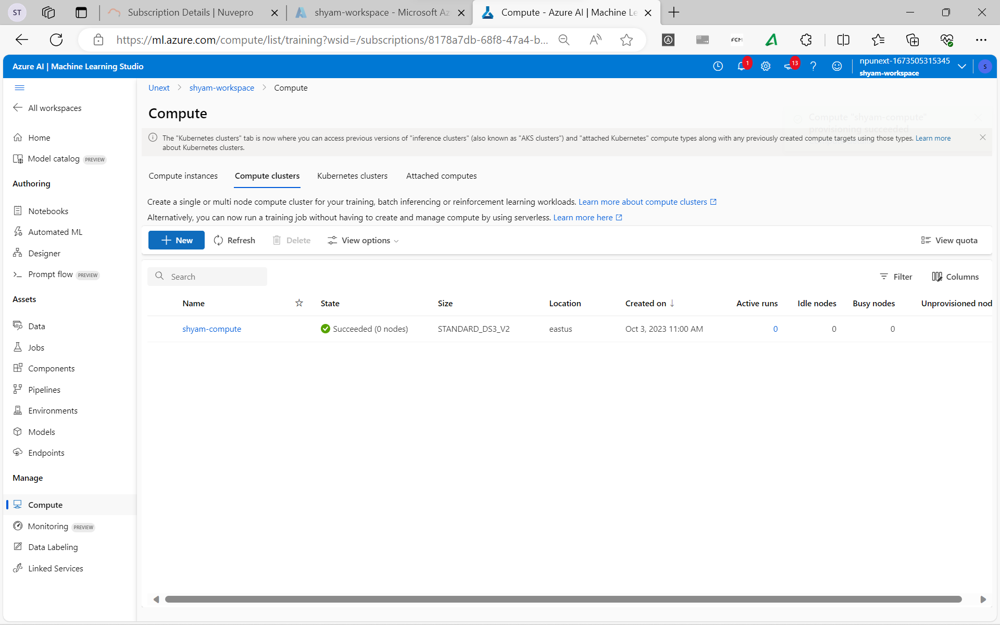 ST
Subscription Details | Nuvepro
shyam-workspace - Microsoft Az
Compute - Azure AI | Machine Le
https://ml.azure.com/compute/list/training?wsid=/subscriptions/8178a7db-68f8-47a4-b...
FCM
Azure AI | Machine Learning Studio
1
13
npunext-1673505315345
shyam-workspace
S
All workspaces
Home
Model catalog PREVIEW
Authoring
Notebooks
Automated ML
Designer
Prompt flow PREVIEW
Assets
Data
Jobs
Components
Pipelines
Environments
Models
Endpoints
Manage
Compute
Monitoring PREVIEW
Data Labeling
Linked Services
Unext > shyam-workspace > Compute
Compute
Compute "shyam-compute"
provisioning succeeded
The "Kubernetes clusters" tab is now where you can access previous versions of "inference clusters" (also known as "AKS clusters") and "attached Kubernetes" compute types along with any previously created compute targets using those types. Learn more
about Kubernetes clusters.
Compute instances Compute clusters Kubernetes clusters Attached computes
Create a single or multi node compute cluster for your training, batch inferencing or reinforcement learning workloads. Learn more about compute clusters
Alternatively, you can now run a training job without having to create and manage compute by using serverless. Learn more here
New Refresh Delete View options View quota
Search Filter Columns
Name State Size Location Created on ↓ Active runs Idle nodes Busy nodes Unprovisioned nod
shyam-compute Succeeded (0 nodes) STANDARD_DS3_V2 eastus Oct 3, 2023 11:00 AM 0 0 0